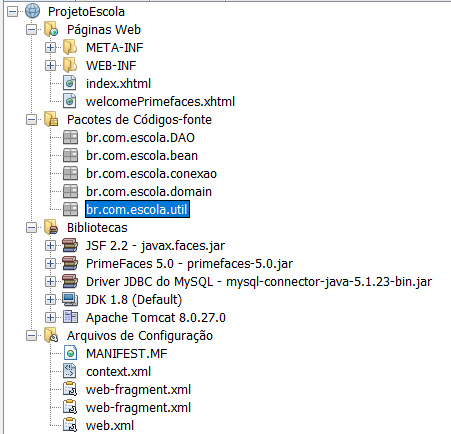 ProjetoEscola
Páginas Web
META-INF
WEB-INF
index.xhtml
welcomePrimefaces.xhtml
Pacotes de Códigos-fonte
br.com.escola.DAO
br.com.escola.bean
br.com.escola.conexao
br.com.escola.domain
br.com.escola.util
Bibliotecas
JSF 2.2 - javax.faces.jar
PrimeFaces 5.0 - primefaces-5.0.jar
Driver JDBC do MySQL - mysql-connector-java-5.1.23-bin.jar
JDK 1.8 (Default)
Apache Tomcat 8.0.27.0
Arquivos de Configuração
MANIFEST.MF
context.xml
web-fragment.xml
web-fragment.xml
web.xml